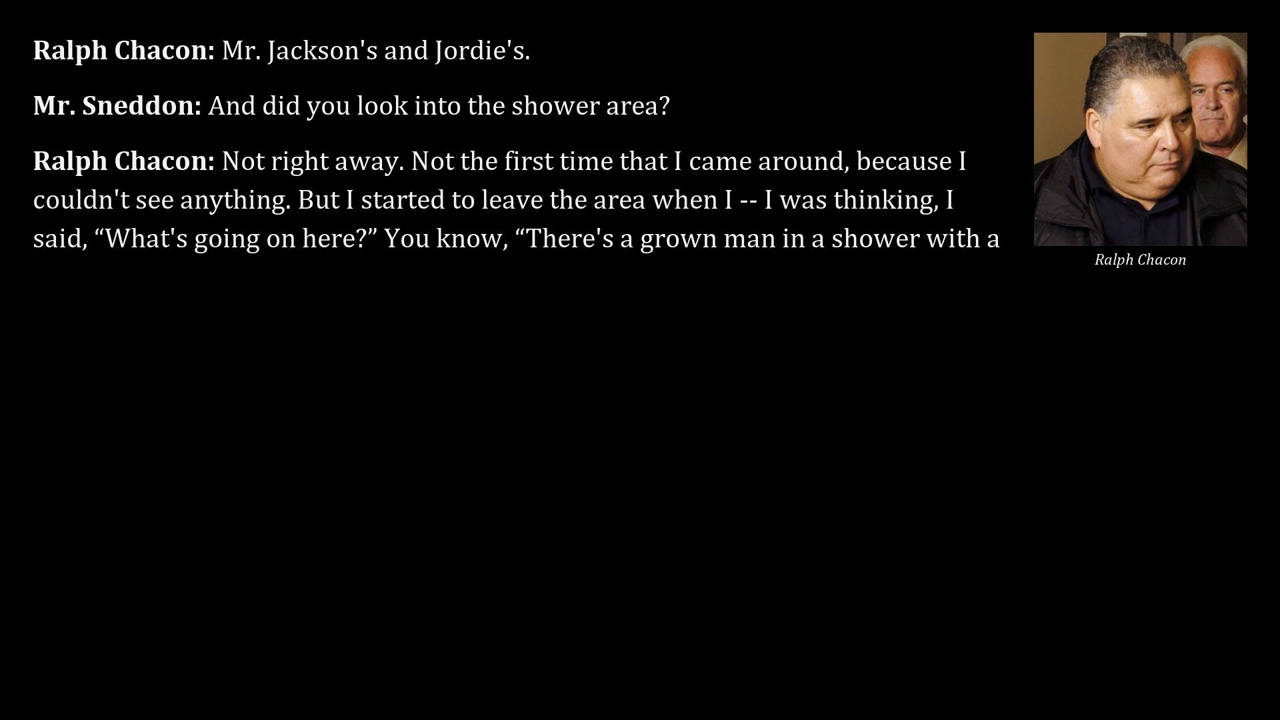 Ralph Chacon: Mr. Jackson's and Jordie's.
Mr. Sneddon: And did you look into the shower area?
Ralph Chacon: Not right away. Not the first time that I came around, because I
couldn't see anything. But I started to leave the area when I -- I was thinking, I
said, “What's going on here?” You know, “There's a grown man in a shower with a
Ralph Chacon